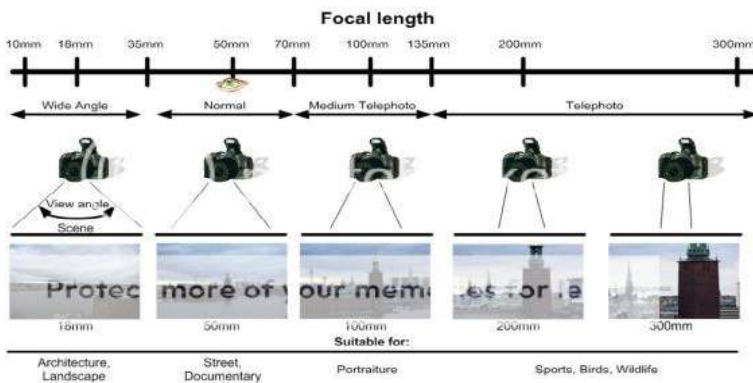 Focal length
10mm 18mm 35mm 50mm 70mm 100mm 135mm 200mm 300mm
Wide Angle Normal Medium Telephoto Telephoto
View angle
Scene
Protec more of your mem es for le
18mm 50mm 100mm 200mm 300mm
Suitable for:
Architecture, Landscape Street, Documentary Portraiture Sports, Birds, Wildlife